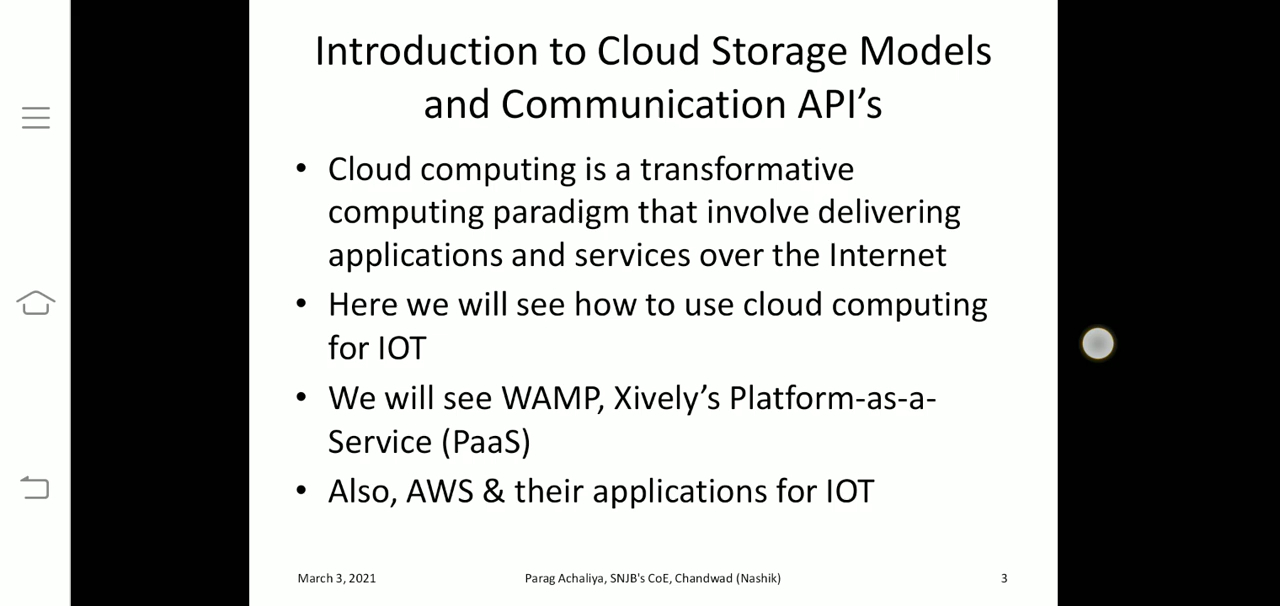 Introduction to Cloud Storage Models
and Communication API’s
• Cloud computing is a transformative
computing paradigm that involve delivering
applications and services over the Internet
• Here we will see how to use cloud computing
for IOT
• We will see WAMP, Xively’s Platform-as-a-
Service (PaaS)
• Also, AWS & their applications for IOT
March 3, 2021
Parag Achaliya, SNJB's CoE, Chandwad (Nashik)
3